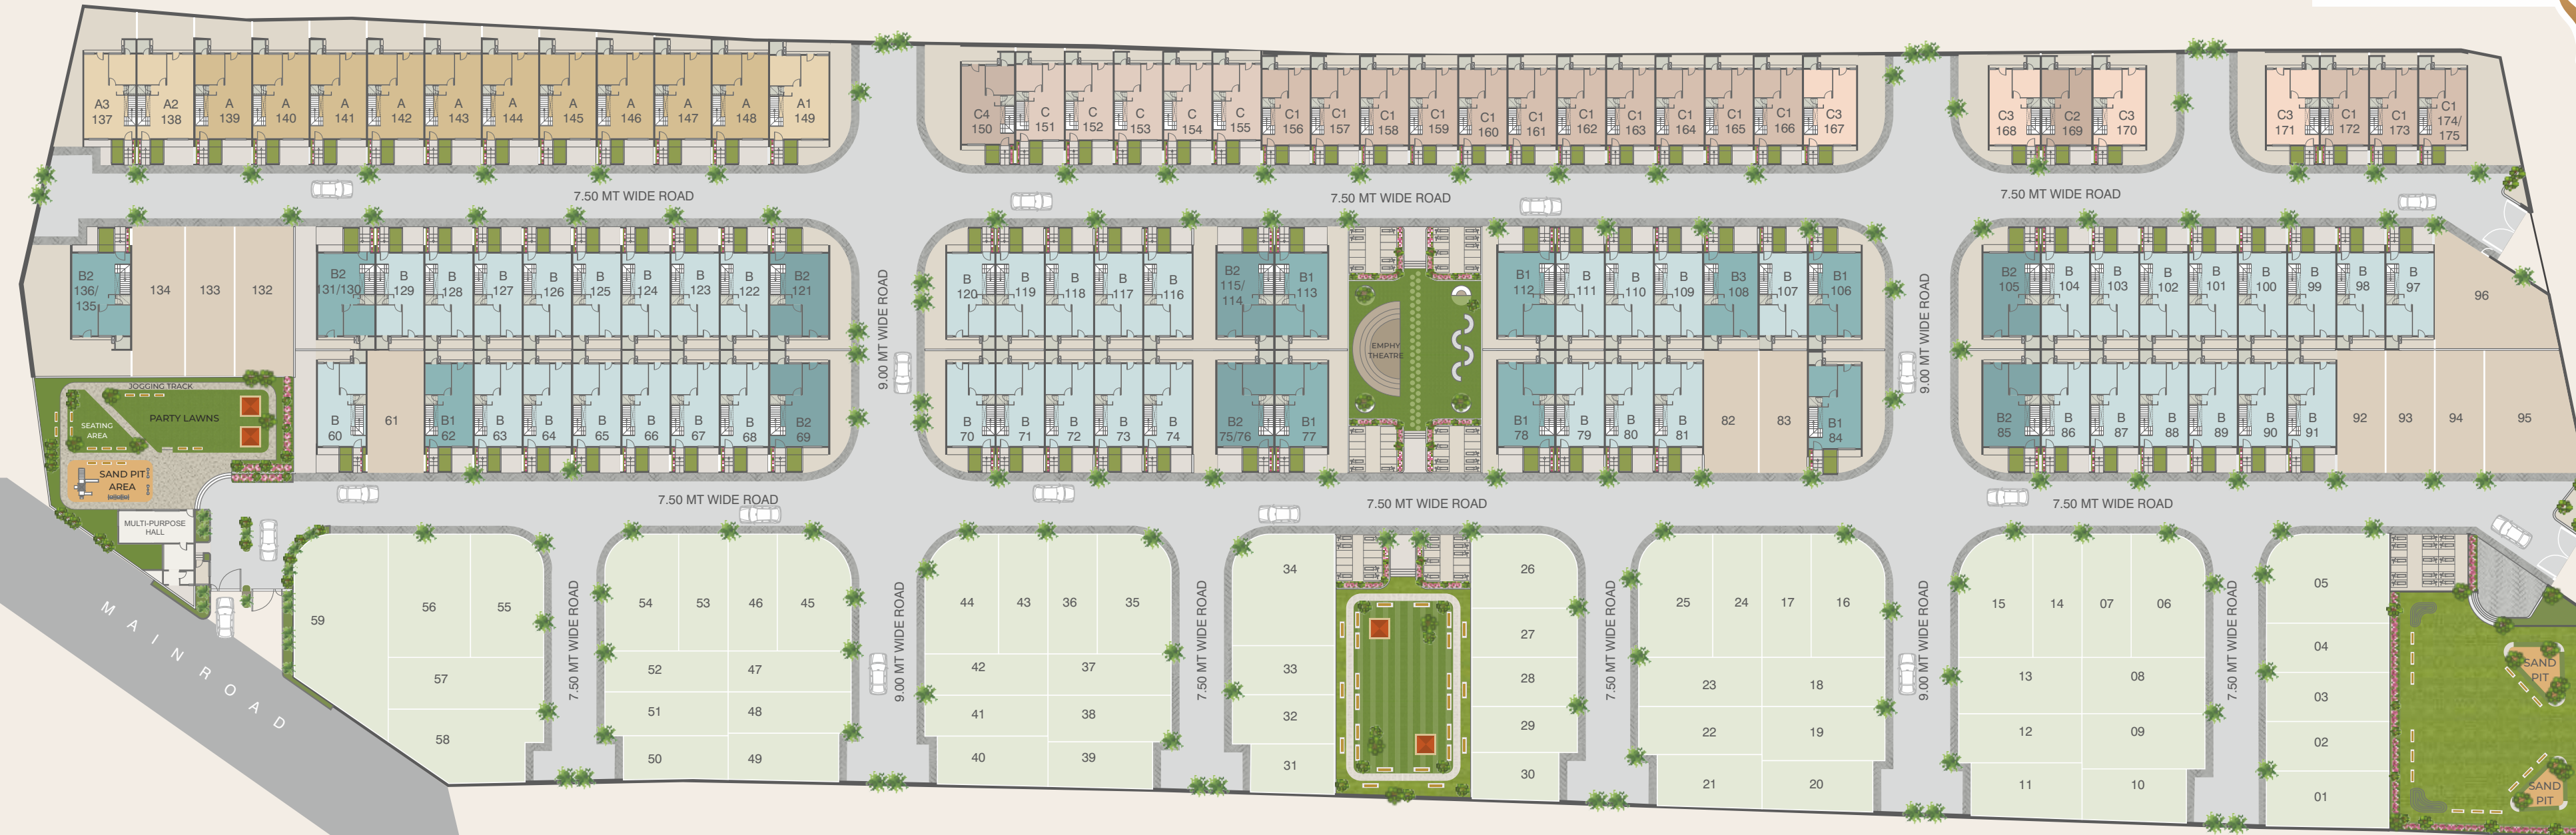 A3
137
A2
138
A
139
A
140
A
141
A
142
A
143
A
144
A
145
A
146
A
147
A
148
A1
149
C4
150
C
151
C
152
C
153
C
154
C
155
C1
156
C1
157
C1
158
C1
159
C1
160
C1
161
C1
162
C1
163
C1
164
C1
165
C1
166
C3
167
C3
168
C2
169
C3
170
C3
171
C1
172
C1
173
C1
174/
175
7.50 MT WIDE ROAD
7.50 MT WIDE ROAD
7.50 MT WIDE ROAD
B2
136/
135
134
133
132
B2
131/130
B
129
B
128
B
127
B
126
B
125
B
124
B
123
B
122
B2
121
9.00 MT WIDE ROAD
B
120
B
119
B
118
B
117
B
116
B2
115/
114
B1
113
EMPHY
THEATRE
B1
112
B
111
B
110
B
109
B3
108
B
107
B1
106
9.00 MT WIDE ROAD
B2
105
B
104
B
103
B
102
B
101
B
100
B
99
B
98
B
97
96
JOGGING TRACK
PARTY LAWNS
SEATING
AREA
SAND PIT
AREA
MULTI-PURPOSE
HALL
B
60
61
B1
62
B
63
B
64
B
65
B
66
B
67
B
68
B2
69
B
70
B
71
B
72
B
73
B
74
B2
75/76
B1
77
B1
78
B
79
B
80
B
81
82
83
B1
84
B2
85
B
86
B
87
B
88
B
89
B
90
B
91
92
93
94
95
7.50 MT WIDE ROAD
7.50 MT WIDE ROAD
7.50 MT WIDE ROAD
MAIN ROAD
59
56
55
57
58
7.50 MT WIDE ROAD
54
53
46
45
52
47
51
48
50
49
9.00 MT WIDE ROAD
44
43
36
35
42
37
41
38
40
39
7.50 MT WIDE ROAD
34
33
32
31
26
27
28
29
30
7.50 MT WIDE ROAD
25
24
17
16
23
18
22
19
21
20
9.00 MT WIDE ROAD
15
14
07
06
13
08
12
09
11
10
7.50 MT WIDE ROAD
05
04
03
02
01
SAND
PIT
SAND
PIT